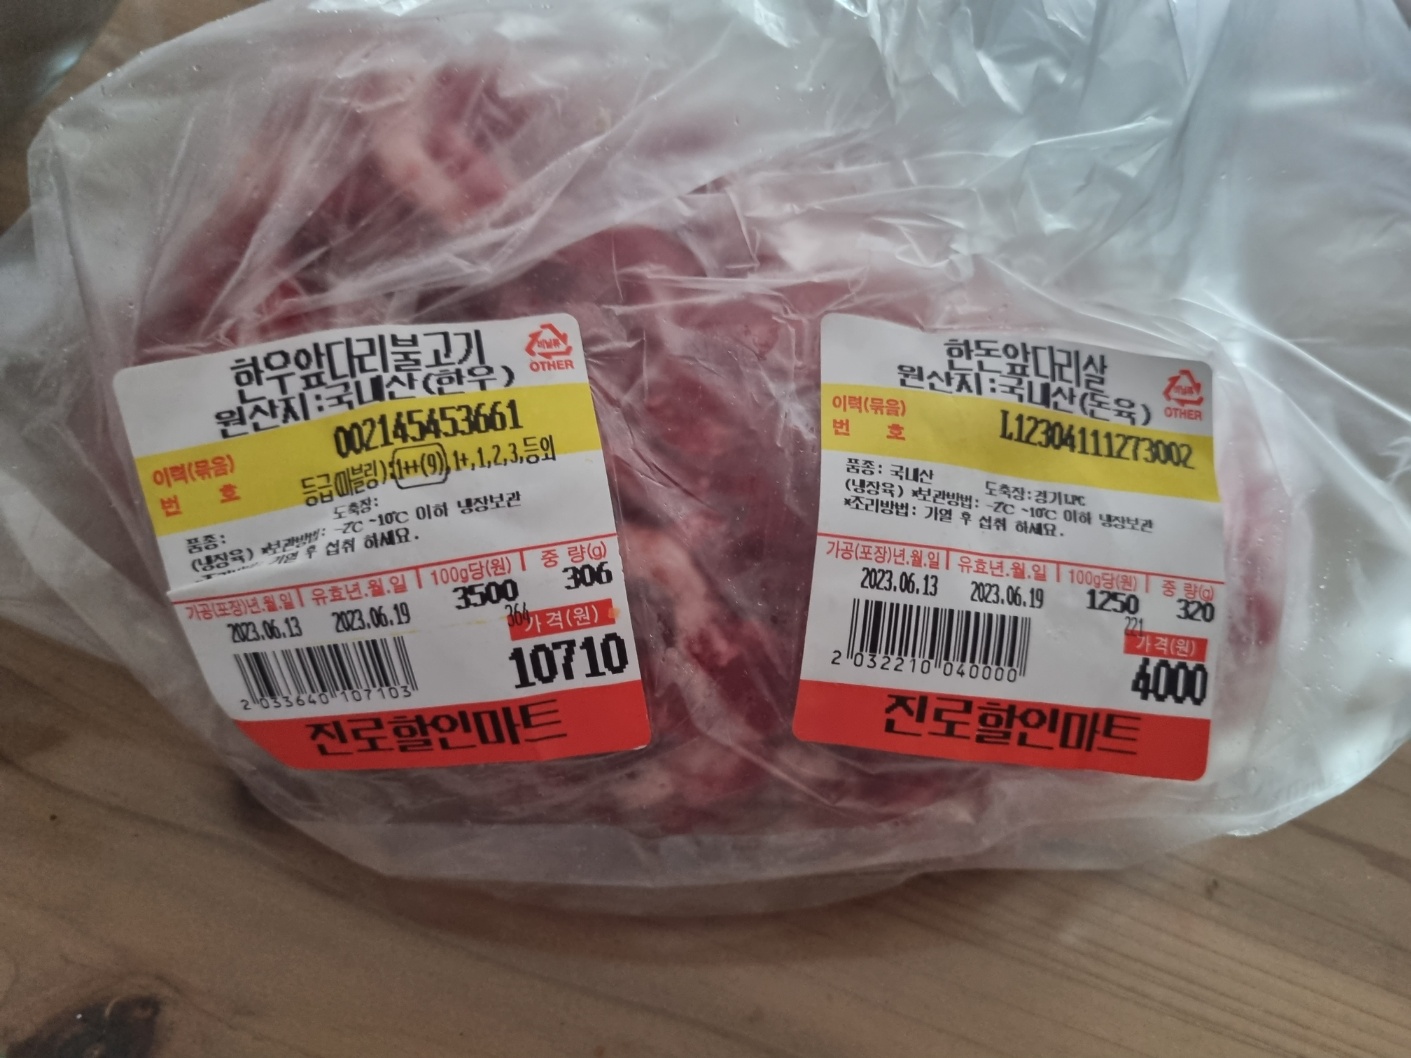 한우앞다리불고기
원산지:국내산(한우)
OTHER
이력(묶음)
번 호
002145453661
등급(마블링):1++(9),1+,1,2,3,등외
도축장:
품종:
(냉장육) *보관방법: -2℃ ~10℃ 이하 냉장보관
가열 후 섭취 하세요.
가공(포장)년.월.일
유효년.월.일
100g당(원)
중 량(g)
2023.06.13
2023.06.19
3500
306
364
가 격(원)
10710
2 033640 107103
진로할인마트
한돈앞다리살
원산지:국내산(돈육)
OTHER
이력(묶음)
번 호
L12304111273002
품종: 국내산
도축장:경기LPC
(냉장육) *보관방법: -2℃ ~10℃ 이하 냉장보관
*조리방법: 가열 후 섭취 하세요.
가공(포장)년.월.일
유효년.월.일
100g당(원)
중 량(g)
2023.06.13
2023.06.19
1250
320
221
가 격(원)
4000
2 032210 040000
진로할인마트